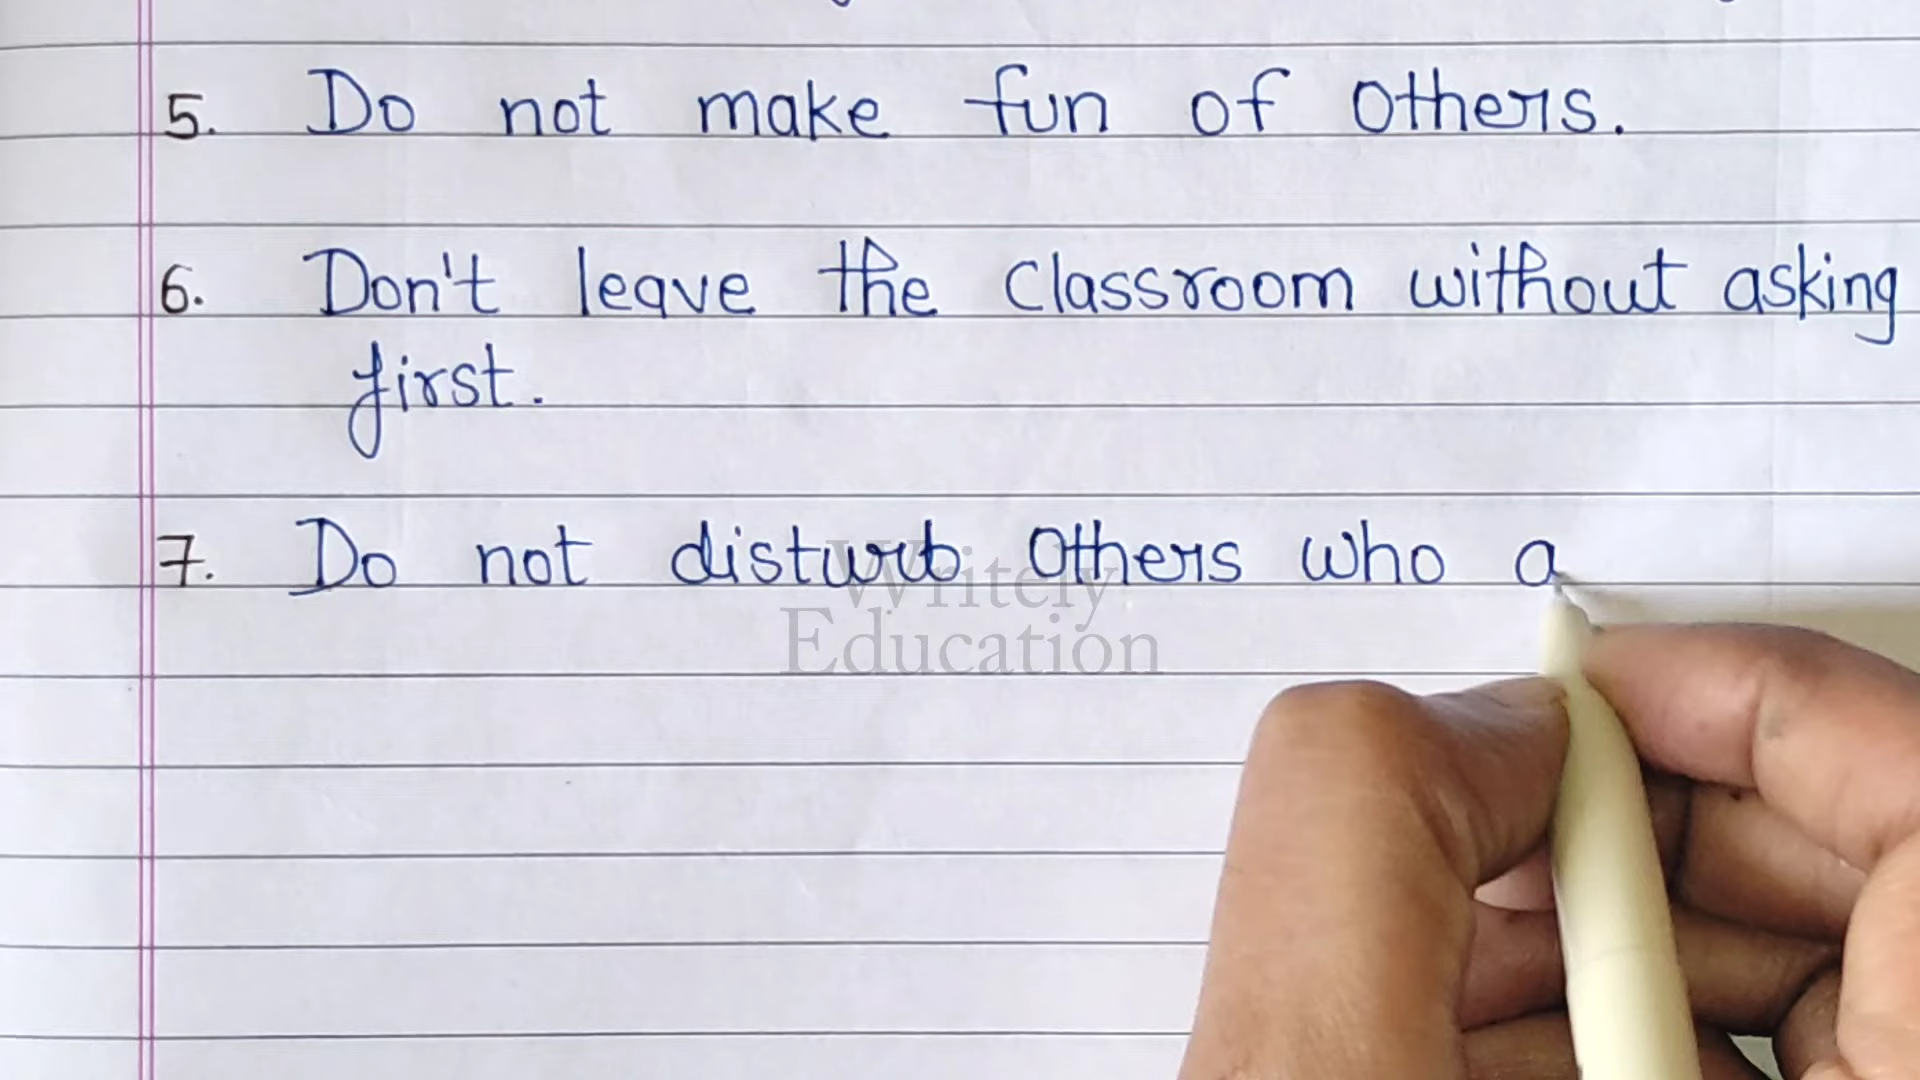 5. Do not make fun of others.
6. Don't leave the classroom without asking
first.
7. Do not disturb others who a
Writely
Education